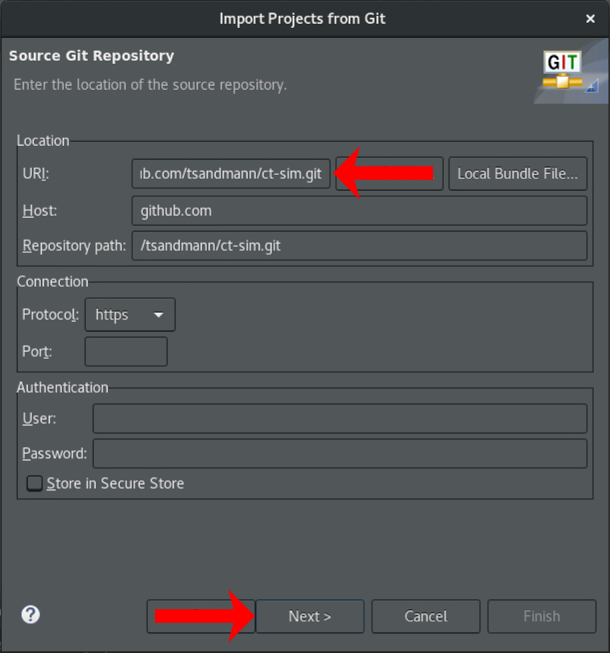 Import Projects from Git
×
Source Git Repository
Enter the location of the source repository.
GIT
Location
URI: ıb.com/tsandmann/ct-sim.git Local Bundle File...
Host: github.com
Repository path: /tsandmann/ct-sim.git
Connection
Protocol: https
Port:
Authentication
User:
Password:
Store in Secure Store
? Next > Cancel Finish